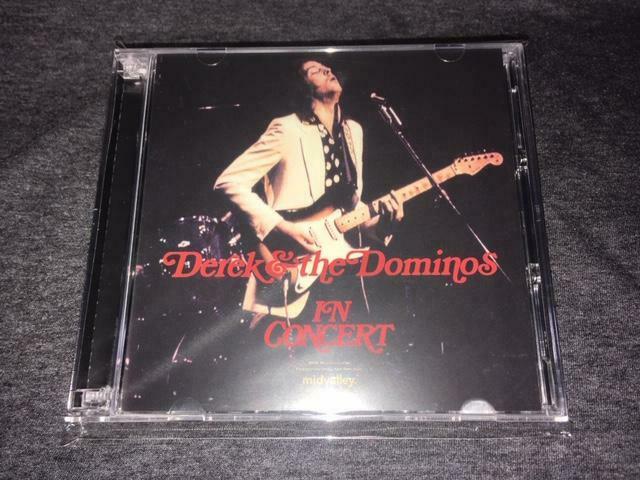 Derek & the Dominos
IN
CONCERT
midvalley